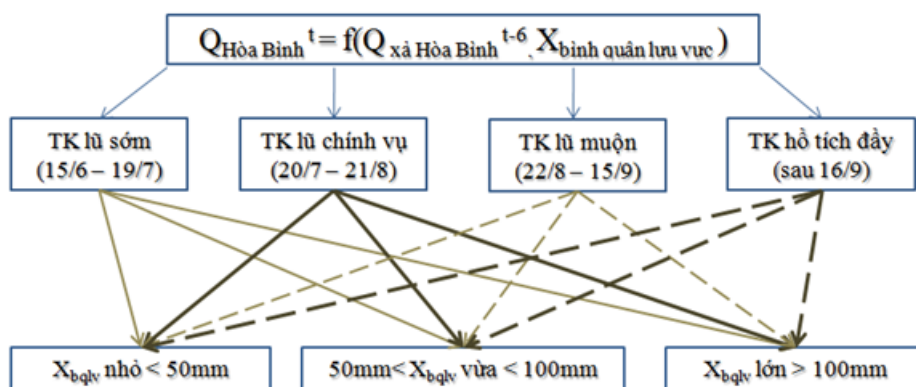 Q Hòa Bình t = f(Q xả Hòa Bình t-6, X bình quân lưu vực)
TK lũ sớm
(15/6 – 19/7)
TK lũ chính vụ
(20/7 – 21/8)
TK lũ muộn
(22/8 – 15/9)
TK hồ tích đầy
(sau 16/9)
Xbqlv nhỏ < 50mm
50mm< Xbqlv vừa < 100mm
Xbqlv lớn > 100mm